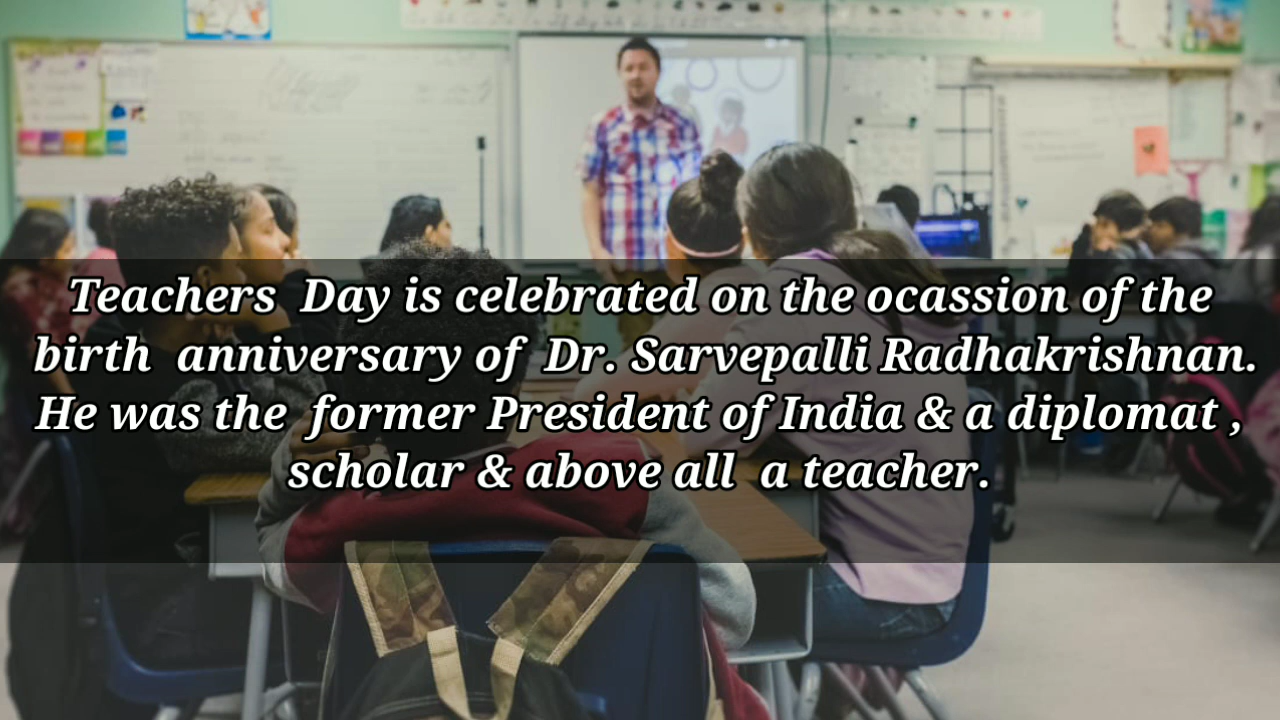 Teachers Day is celebrated on the ocassion of the
birth anniversary of Dr. Sarvepalli Radhakrishnan.
He was the former President of India & a diplomat ,
scholar & above all a teacher.